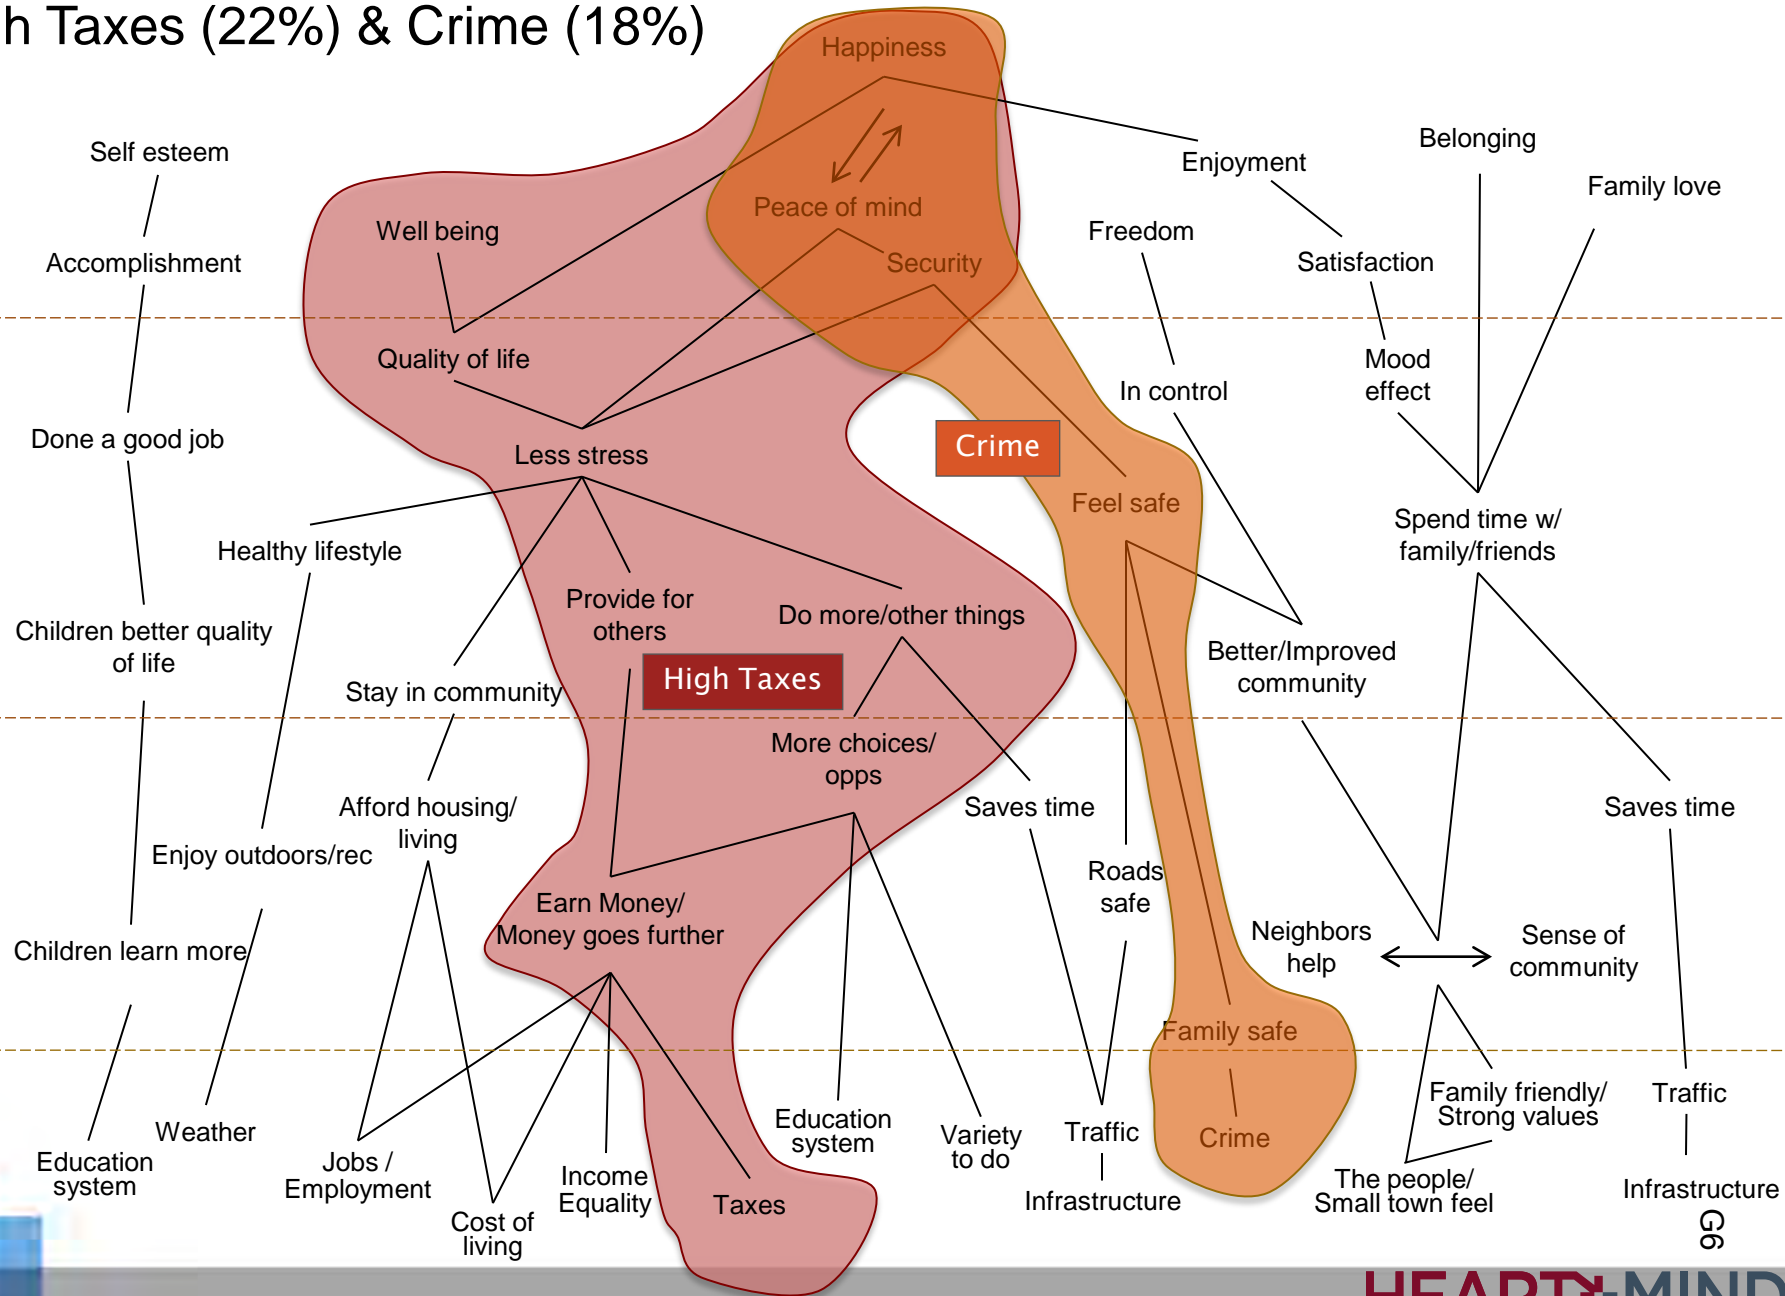 h Taxes (22%) & Crime (18%)
Happiness
Self esteem
Belonging
Enjoyment
Family love
Peace of mind
Well being
Freedom
Accomplishment
Security
Satisfaction
Quality of life
Mood
effect
In control
Done a good job
Less stress
Crime
Feel safe
Spend time w/
family/friends
Healthy lifestyle
Provide for
others
Do more/other things
Children better quality
of life
Better/Improved
community
High Taxes
Stay in community
More choices/
opps
Afford housing/
living
Saves time
Saves time
Enjoy outdoors/rec
Roads
safe
Earn Money/
Money goes further
Children learn more
Neighbors
help
Sense of
community
Family safe
Education
system
Weather
Jobs /
Employment
Cost of
living
Income
Equality
Taxes
Education
system
Variety
to do
Traffic
Infrastructure
Crime
Family friendly/
Strong values
The people/
Small town feel
Traffic
Infrastructure
G6
HEART+MIND